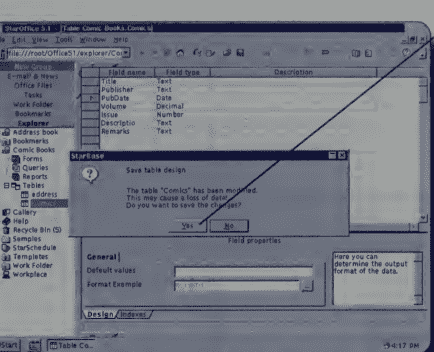 StarOffice 5.1 - [Table Comic Books.Comics]
Edit View Tools Window Help
file:///root/Office51/explorer/Co
E-mail & News
Office Files
Tasks
Work Folder
Bookmarks
Explorer
Address book
Bookmarks
Comic Books
Forms
Queries
Reports
Tables
address
Gallery
Help
Recycle Bin (S)
Samples
StarSchedule
Templates
Work Folder
Workplace
Field name Field type Description
Title Text
Publisher Text
PubDate Date
Volume Decimal
Issue Number
Descriptio Text
Remarks Text
StarBase
Save table design
The table "Comics" has been modified.
This may cause a loss of data!
Do you want to save the changes?
Yes No
Field properties
General
Default values
Format Example
...
Here you can
determine the output
format of the data.
Design Indexes
Start Table Co... 4:17 PM